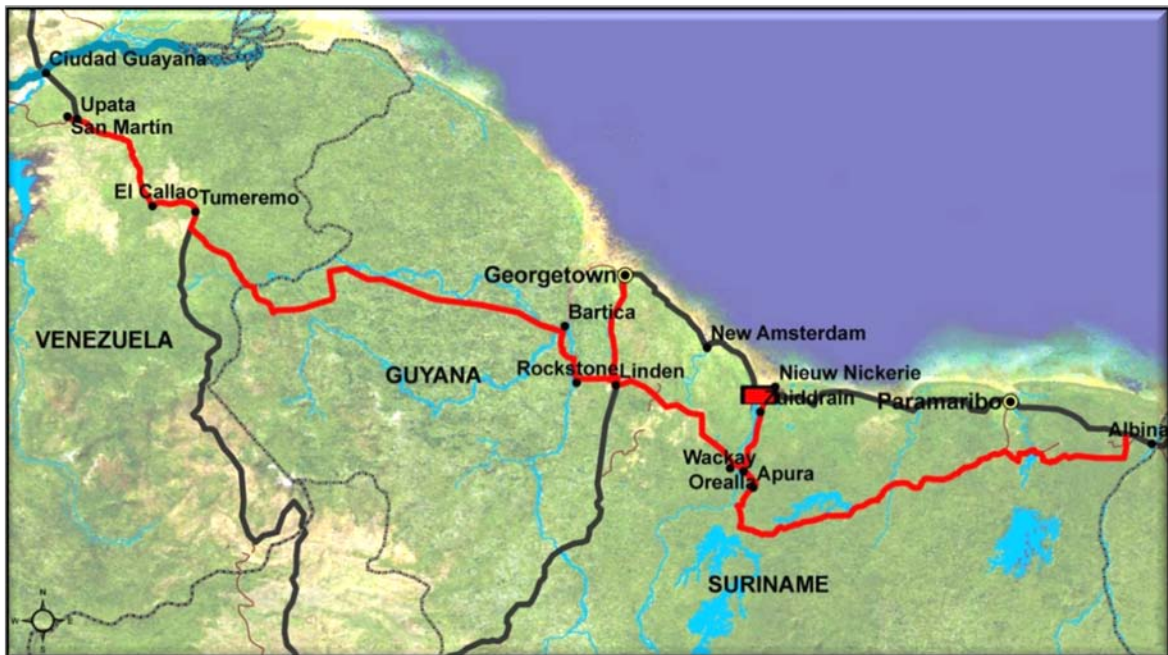 Ciudad Guayana
Upata
San Martín
El Callao
Tumeremo
Georgetown
Bartica
New Amsterdam
VENEZUELA
GUYANA
Rockstone
Linden
Nieuw Nickerie
Zuiddrain
Paramaribo
Albina
Wackay
Orealla
Apura
SURINAME
N
W
E
S